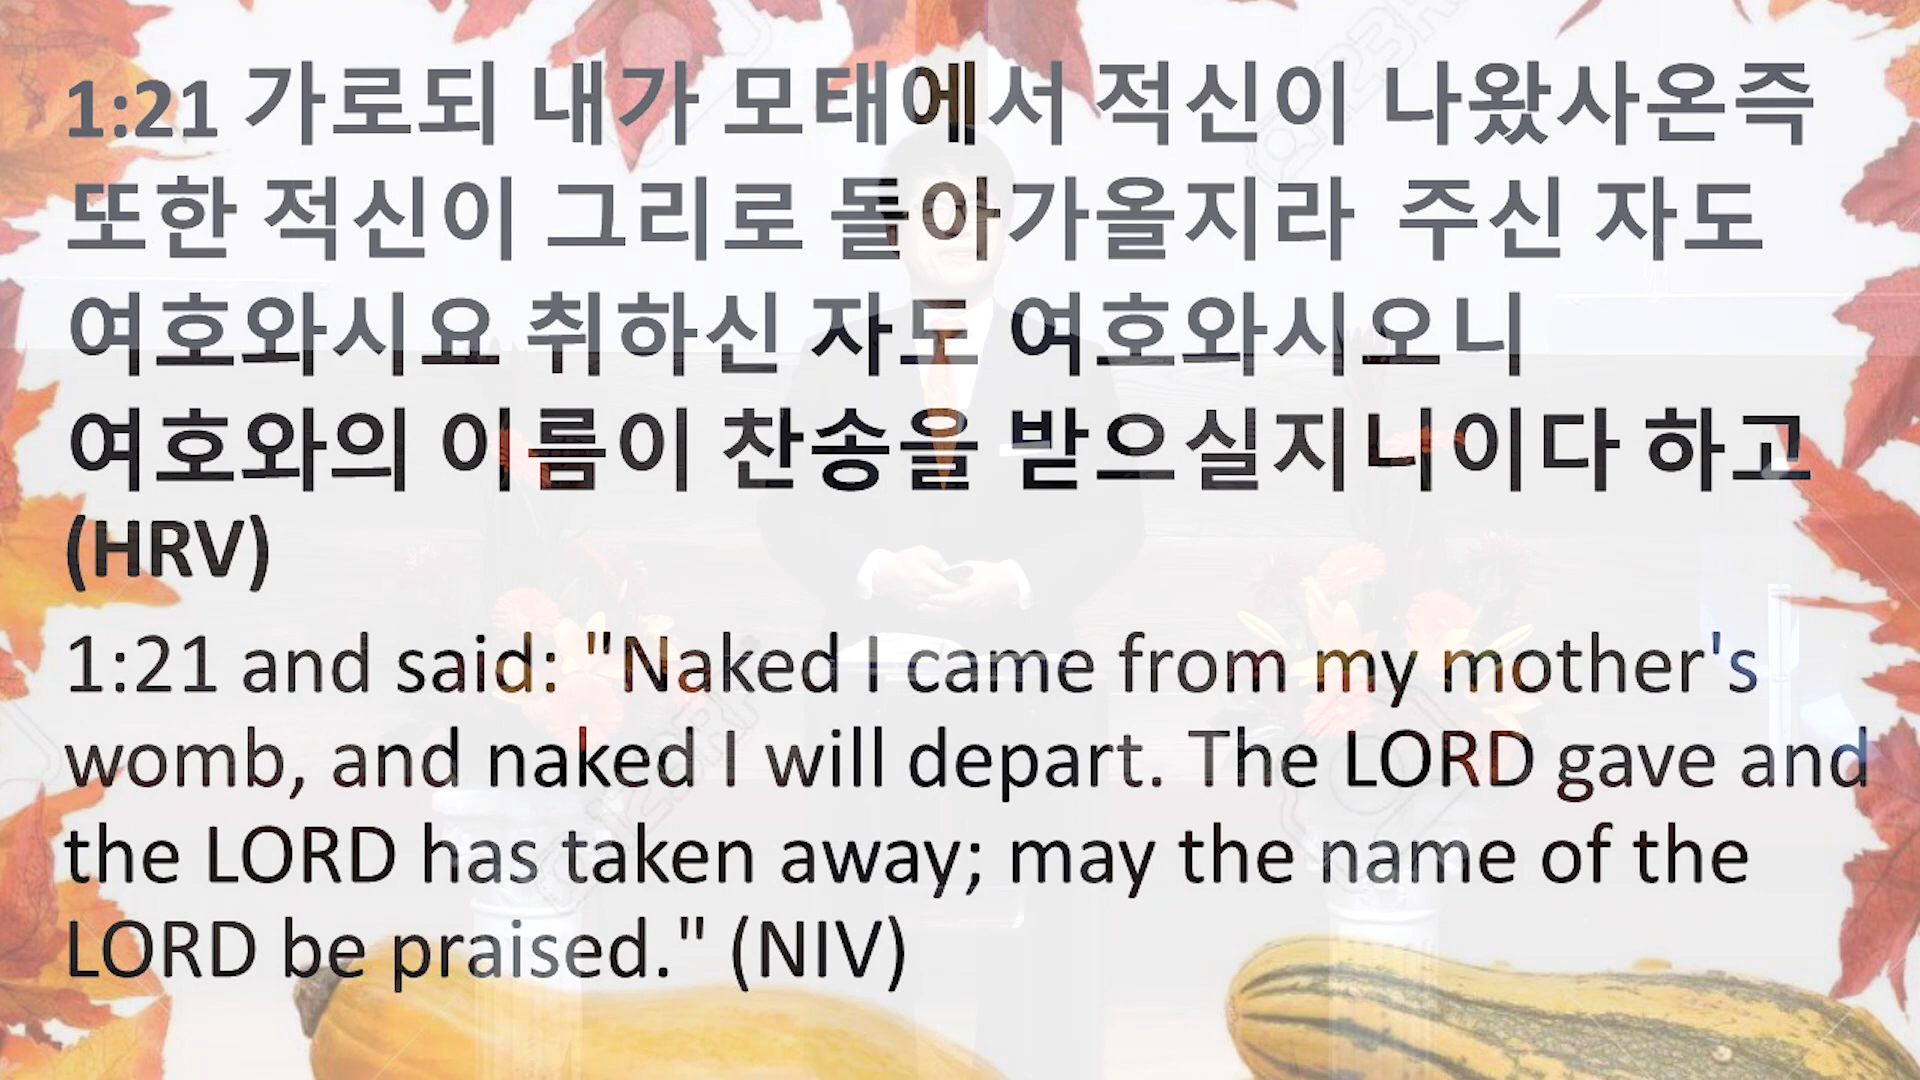 1:21 가로되 내가 모태에서 적신이 나왔사온즉
또한 적신이 그리로 돌아가올지라 주신 자도
여호와시요 취하신 자도 여호와시오니
여호와의 이름이 찬송을 받으실지니이다 하고
(HRV)
1:21 and said: "Naked I came from my mother's
womb, and naked I will depart. The LORD gave and
the LORD has taken away; may the name of the
LORD be praised." (NIV)